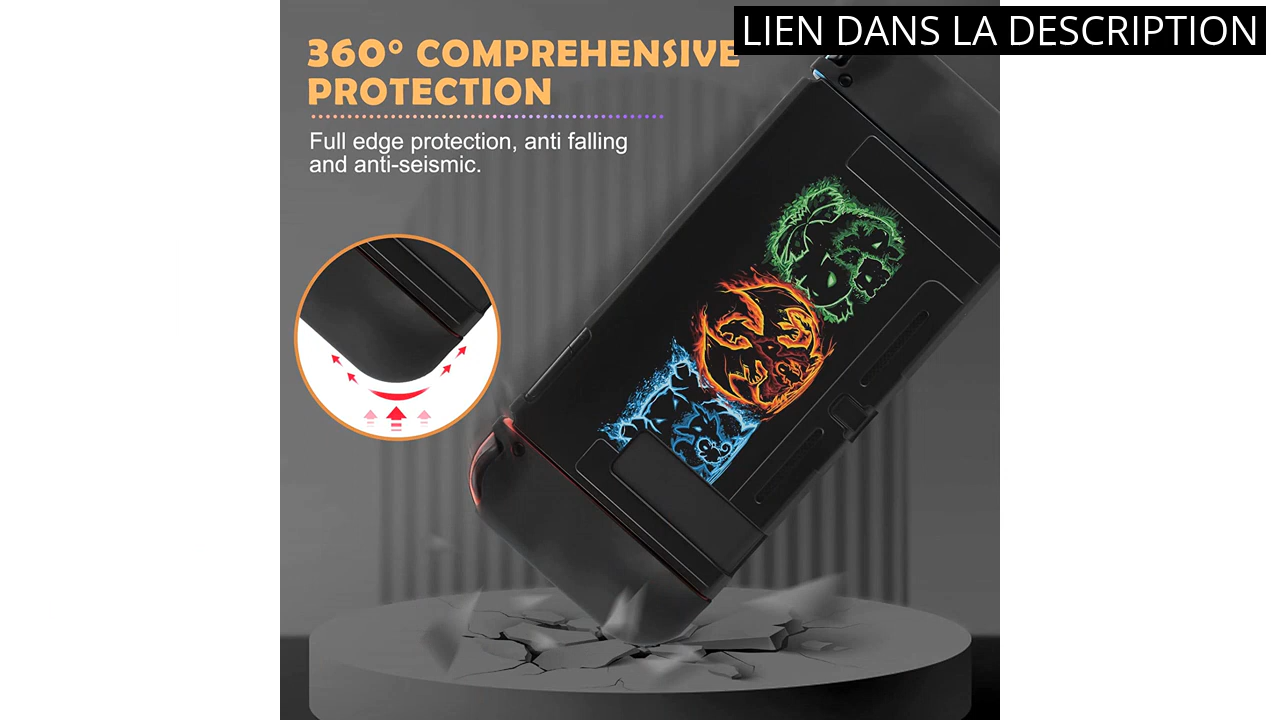 LIEN DANS LA DESCRIPTION
360° COMPREHENSIVE
PROTECTION
Full edge protection, anti falling
and anti-seismic.